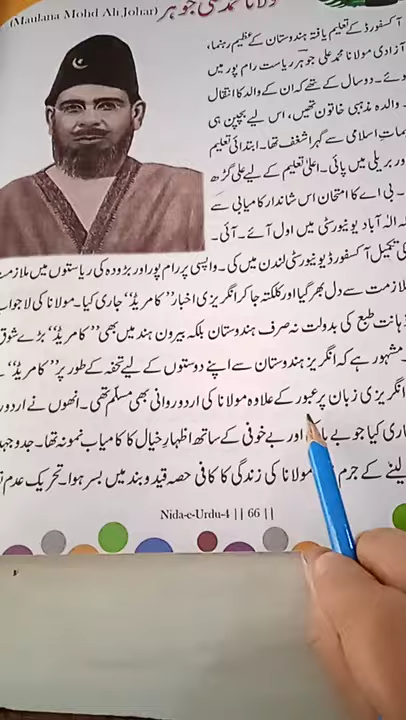 (Maulana Mohd Ali Johar) مولانا محمد علی جوہر
آکسفورڈ کے تعلیم یافتہ ہندوستان کے عظیم رہنما،
آزادی مولانا محمد علی جوہر ریاست رام پور میں
ہوئے۔ دو سال کے تھے کہ ان کے والد کا انتقال
والدہ مذہبی خاتون تھیں، اس لیے بچپن ہی
اسلامی سے گہرا شغف تھا۔ ابتدائی تعلیم
اور بریلی میں پائی۔ اعلیٰ تعلیم کے لیے علی گڑھ
۔ بی اے کا امتحان اس شاندار کامیابی سے
الہ آباد یونیورسٹی میں اول آئے۔ آئی۔
کی تکمیل آکسفورڈ یونیورسٹی لندن میں کی۔ واپسی پر رام پور اور بڑودہ کی ریاستوں میں ملازمت
ملازمت سے دل بھر گیا اور کلکتہ جا کر انگریزی اخبار ”کامریڈ“ جاری کیا۔ مولانا کی لاجواب
ذہانت طبع کی بدولت نہ صرف ہندوستان بلکہ بیرون ہند میں بھی ”کامریڈ“ بڑے شوق
۔ مشہور ہے کہ انگریز ہندوستان سے اپنے دوستوں کے لیے تحفہ کے طور پر ”کامریڈ“
انگریزی زبان پر عبور کے علاوہ مولانا کی اردو روانی بھی مسلّم تھی۔ انھوں نے اردو
جاری کیا جو بے اور بے خوفی کے ساتھ اظہارِ خیال کا کامیاب نمونہ تھا۔ جدوجہد
لینے کے جرم مولانا کی زندگی کا کافی حصہ قید و بند میں بسر ہوا۔ تحریک عدم
Nida-e-Urdu-4 || 66 ||